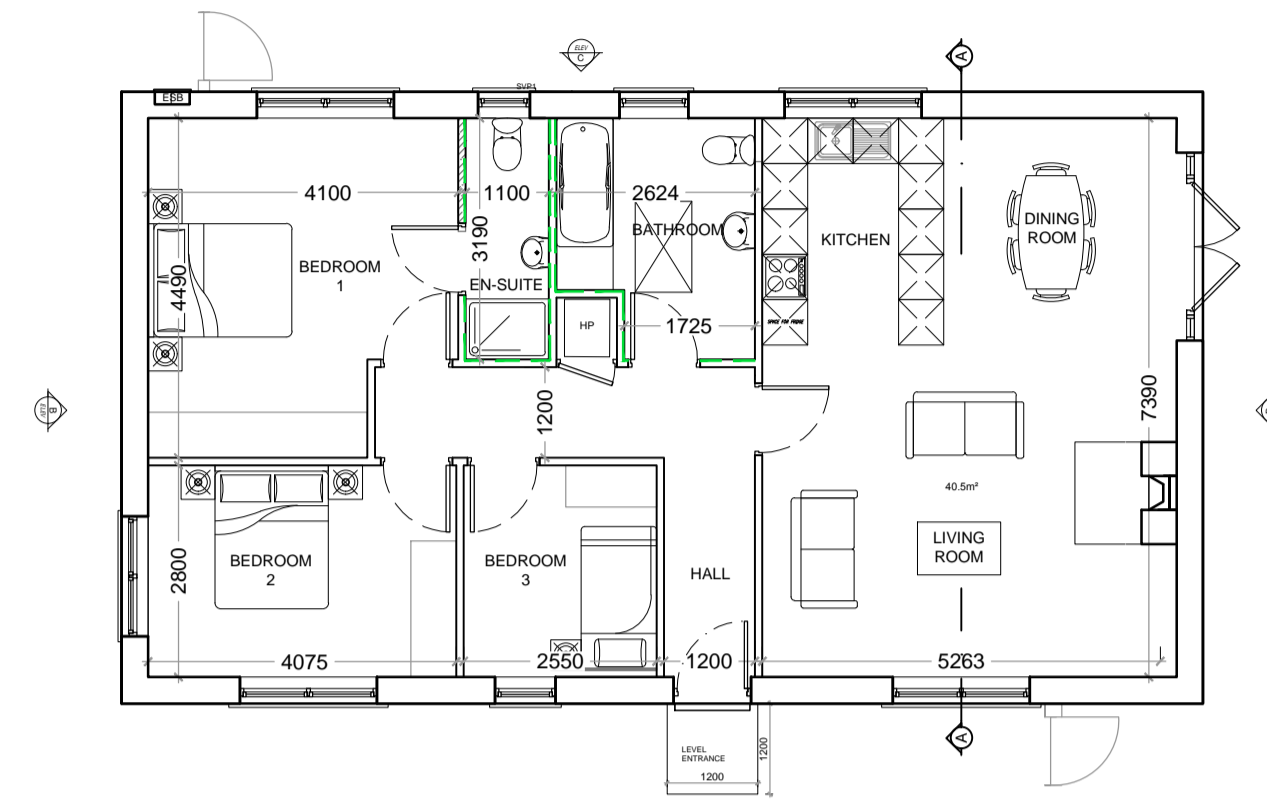 ELEV
C
A
ESB
SVP1
4100
1100
2624
3190
BATHROOM
DINING
ROOM
KITCHEN
BEDROOM
1
4490
EN-SUITE
HP
1725
SPACE FOR FRIDGE
ELEV
B
1200
7390
40.5m²
LIVING
ROOM
BEDROOM
2
BEDROOM
3
HALL
2800
4075
2550
1200
5263
A
LEVEL
ENTRANCE
1200
1200